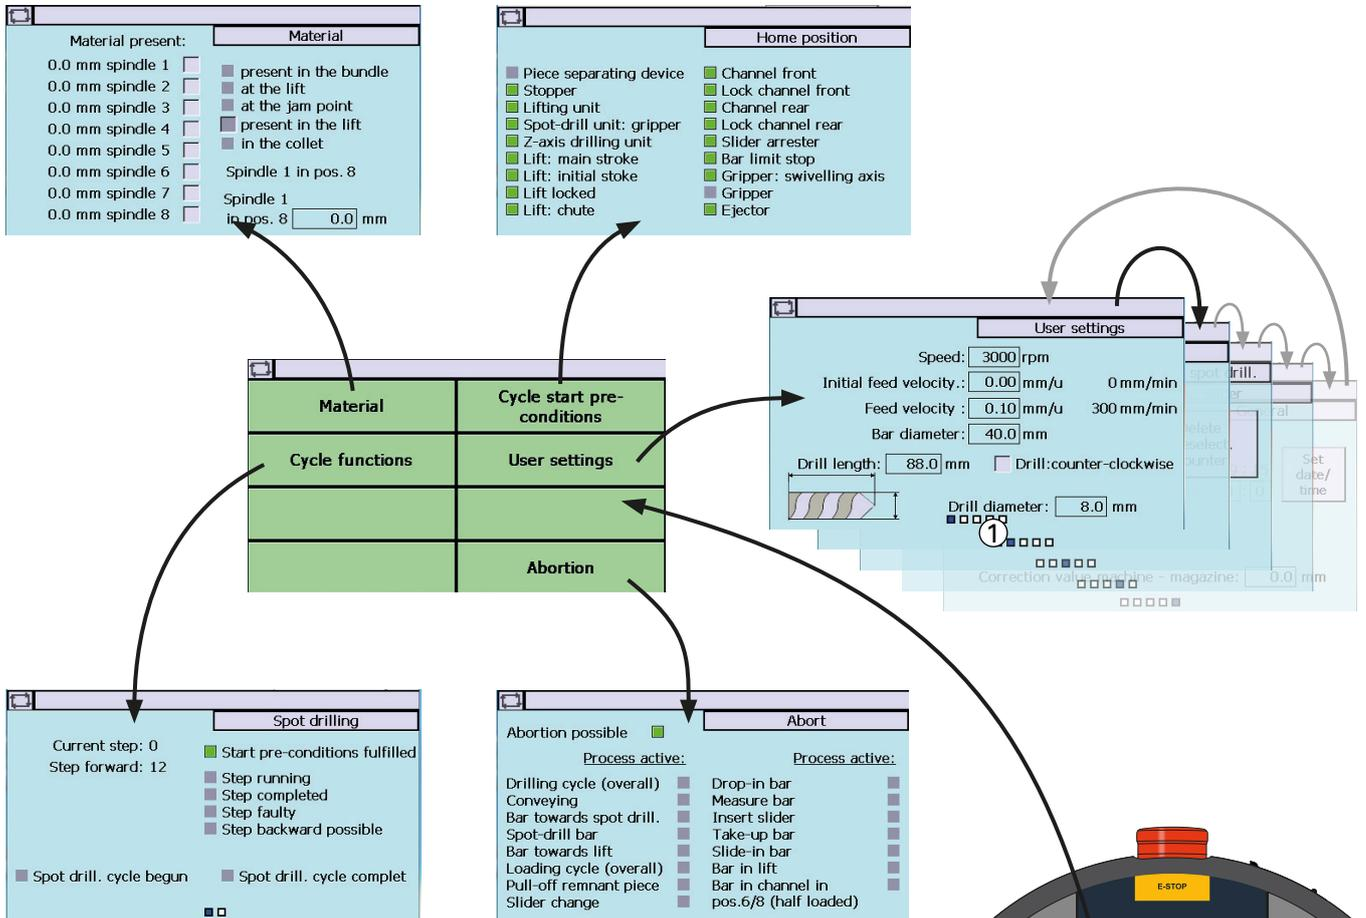 Material
Material present:
0.0 mm spindle 1
0.0 mm spindle 2
0.0 mm spindle 3
0.0 mm spindle 4
0.0 mm spindle 5
0.0 mm spindle 6
0.0 mm spindle 7
0.0 mm spindle 8
present in the bundle
at the lift
at the jam point
present in the lift
in the collet
Spindle 1 in pos. 8
Spindle 1
in pos. 8 0.0 mm
Home position
Piece separating device
Stopper
Lifting unit
Spot-drill unit: gripper
Z-axis drilling unit
Lift: main stroke
Lift: initial stoke
Lift locked
Lift: chute
Channel front
Lock channel front
Channel rear
Lock channel rear
Slider arrester
Bar limit stop
Gripper: swivelling axis
Gripper
Ejector
Material
Cycle start pre-
conditions
Cycle functions
User settings
Abortion
User settings
Speed: 3000 rpm
Initial feed velocity.: 0.00 mm/u 0 mm/min
Feed velocity : 0.10 mm/u 300 mm/min
Bar diameter: 40.0 mm
Drill length: 88.0 mm Drill:counter-clockwise
Drill diameter: 8.0 mm
1
spot drill.
Set
date/
time
Correction value machine - magazine: 0.0 mm
Spot drilling
Current step: 0
Step forward: 12
Start pre-conditions fulfilled
Step running
Step completed
Step faulty
Step backward possible
Spot drill. cycle begun
Spot drill. cycle complet
Abort
Abortion possible
Process active:
Drilling cycle (overall)
Conveying
Bar towards spot drill.
Spot-drill bar
Bar towards lift
Loading cycle (overall)
Pull-off remnant piece
Slider change
Process active:
Drop-in bar
Measure bar
Insert slider
Take-up bar
Slide-in bar
Bar in lift
Bar in channel in
pos.6/8 (half loaded)
E-STOP